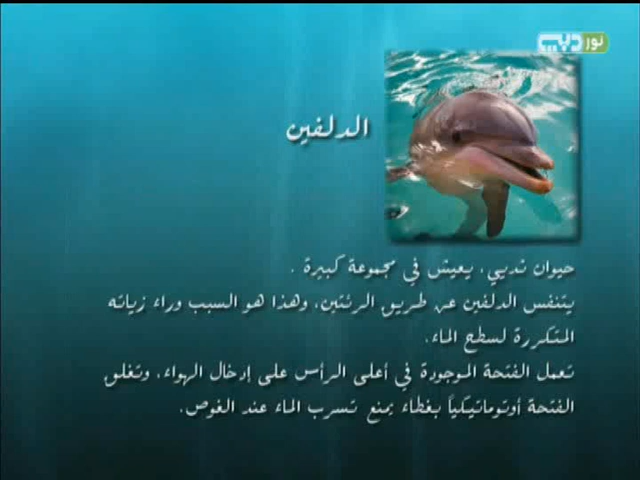 نور دبي
الدلفين
حيوان ثديي، يعيش في مجموعة كبيرة .
يتنفس الدلفين عن طريق الرئتين، وهذا هو السبب وراء زياته
المتكررة لسطح الماء.
تعمل الفتحة الموجودة في أعلى الرأس على إدخال الهواء، وتغلق
الفتحة أوتوماتيكياً بغطاء يمنع تسرب الماء عند الغوص.